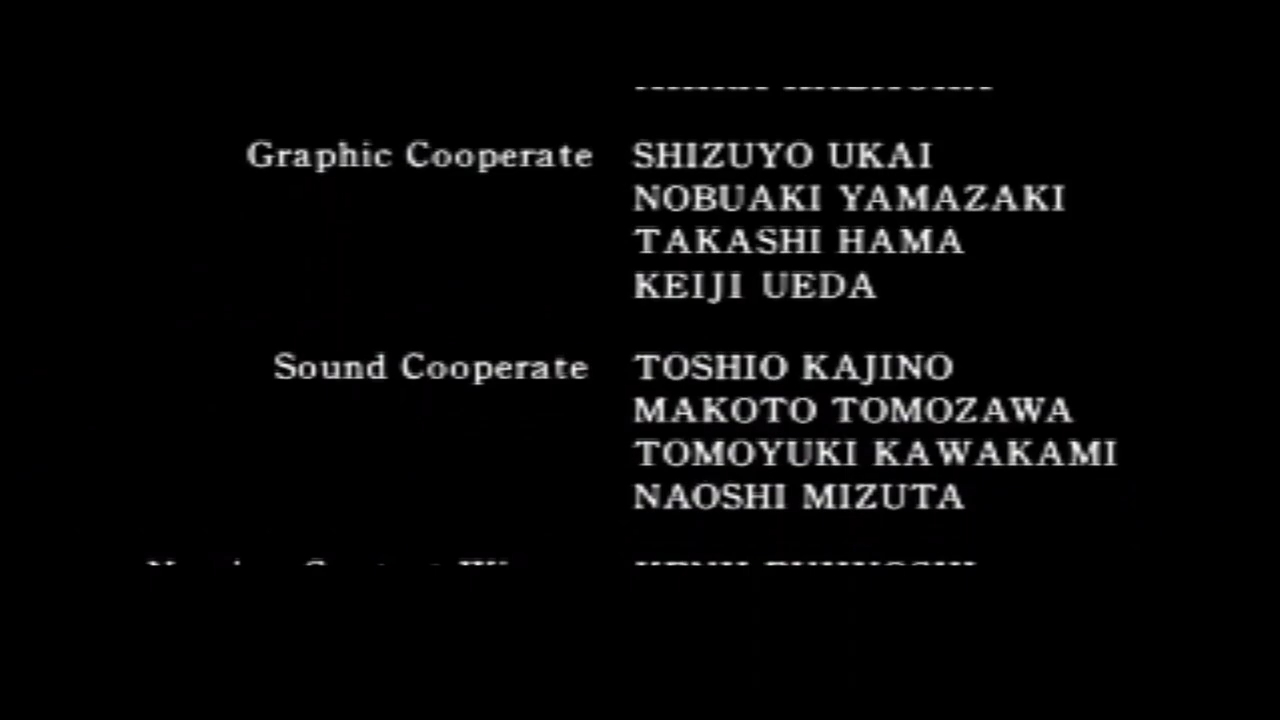 Graphic Cooperate SHIZUYO UKAI
NOBUAKI YAMAZAKI
TAKASHI HAMA
KEIJI UEDA
Sound Cooperate TOSHIO KAJINO
MAKOTO TOMOZAWA
TOMOYUKI KAWAKAMI
NAOSHI MIZUTA